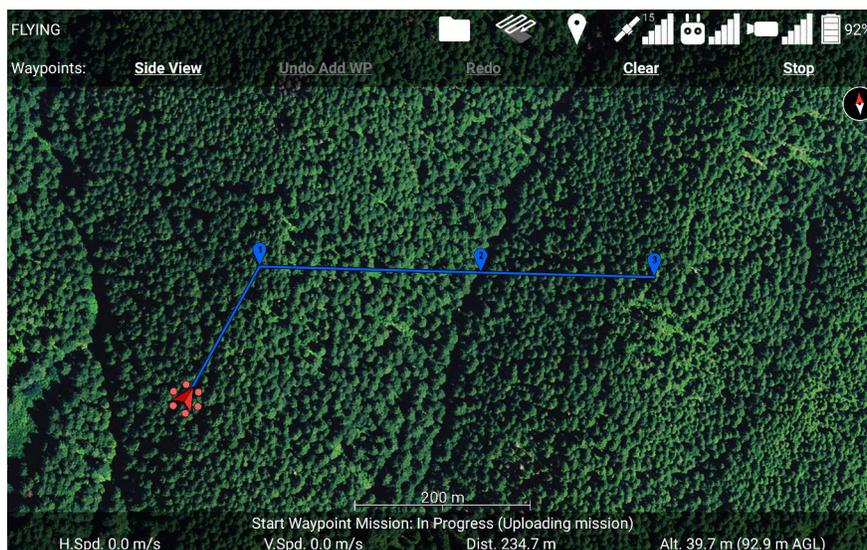 FLYING
15
92%
Waypoints: Side View Undo Add WP Redo Clear Stop
1
2
3
200 m
Start Waypoint Mission: In Progress (Uploading mission)
H.Spd. 0.0 m/s V.Spd. 0.0 m/s Dist. 234.7 m Alt. 39.7 m (92.9 m AGL)